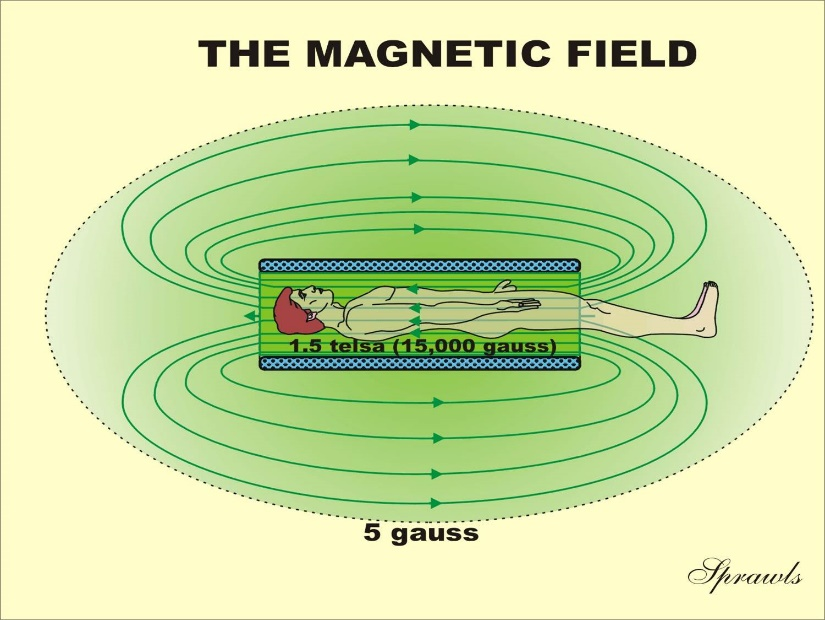 THE MAGNETIC FIELD
1.5 telsa (15,000 gauss)
5 gauss
Sprawls